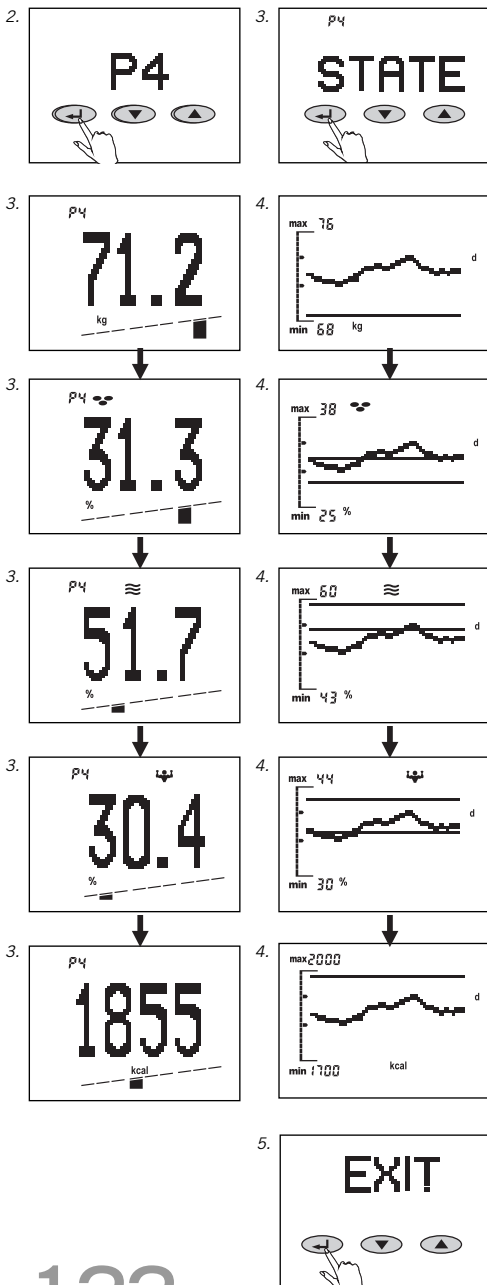 2.
P4
3.
P4
STATE
3.
P4
71.2
kg
4.
max 76
d
min 68 kg
3.
P4
31.3
%
4.
max 38
d
min 25 %
3.
P4
51.7
%
4.
max 60
d
min 43 %
3.
P4
30.4
%
4.
max 44
d
min 30 %
3.
P4
1855
kcal
4.
max 2000
d
min 1700 kcal
5.
EXIT